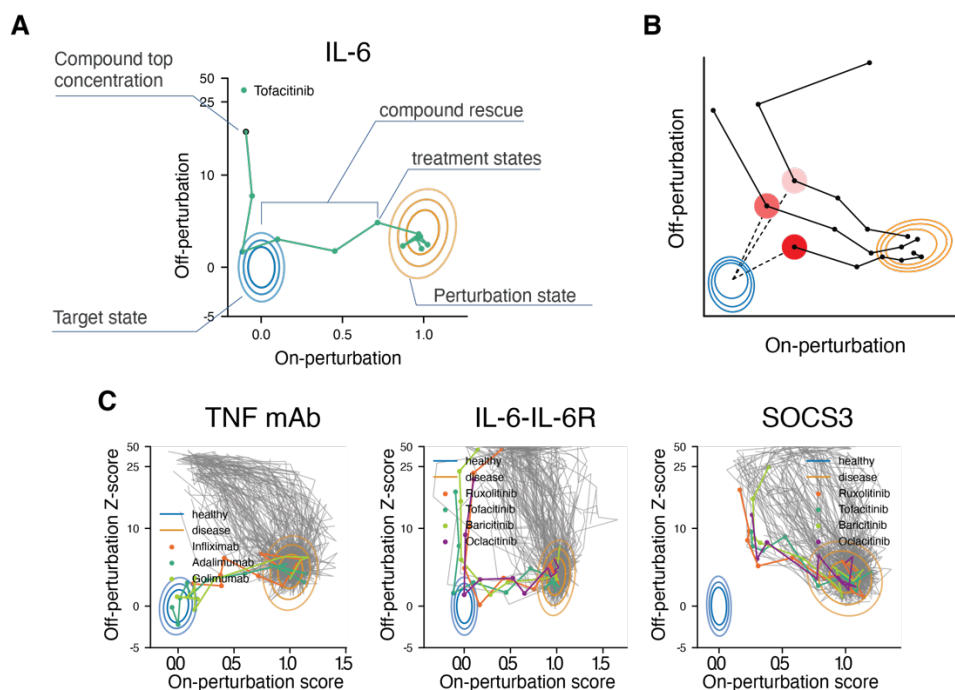 A
IL-6
Compound top
concentration
50
25
10
0
-5
Off-perturbation
Tofacitinib
compound rescue
treatment states
Perturbation state
Target state
0.0
0.5
1.0
On-perturbation
B
Off-perturbation
On-perturbation
C
TNF mAb
50
25
10
0
-5
Off-perturbation Z-score
healthy
disease
Infliximab
Adalimumab
Golimumab
0.0
0.5
1.0
1.5
On-perturbation score
IL-6-IL-6R
50
25
10
0
-5
Off-perturbation Z-score
healthy
disease
Ruxolitinib
Tofacitinib
Baricitinib
Oclacitinib
0.0
0.5
1.0
1.5
On-perturbation score
SOCS3
50
25
10
0
-5
Off-perturbation Z-score
healthy
disease
Ruxolitinib
Tofacitinib
Baricitinib
Oclacitinib
0.0
0.5
1.0
On-perturbation score